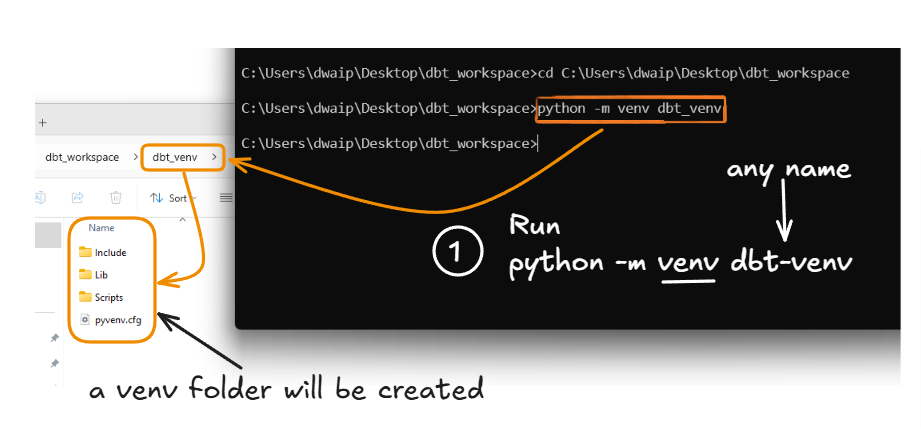 C:\Users\dwaip\Desktop\dbt_workspace>cd C:\Users\dwaip\Desktop\dbt_workspace
C:\Users\dwaip\Desktop\dbt_workspace>python -m venv dbt_venv
C:\Users\dwaip\Desktop\dbt_workspace>
+
dbt_workspace > dbt_venv >
Sort
Name
Include
Lib
Scripts
pyvenv.cfg
any name
1
Run
python -m venv dbt-venv
a venv folder will be created